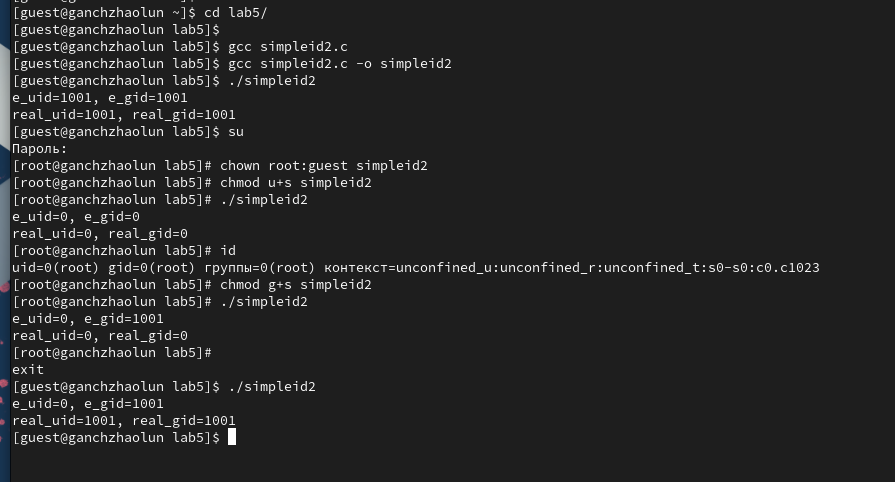 [guest@ganchzhaolun ~]$ cd lab5/
[guest@ganchzhaolun lab5]$
[guest@ganchzhaolun lab5]$ gcc simpleid2.c
[guest@ganchzhaolun lab5]$ gcc simpleid2.c -o simpleid2
[guest@ganchzhaolun lab5]$ ./simpleid2
e_uid=1001, e_gid=1001
real_uid=1001, real_gid=1001
[guest@ganchzhaolun lab5]$ su
Пароль:
[root@ganchzhaolun lab5]# chown root:guest simpleid2
[root@ganchzhaolun lab5]# chmod u+s simpleid2
[root@ganchzhaolun lab5]# ./simpleid2
e_uid=0, e_gid=0
real_uid=0, real_gid=0
[root@ganchzhaolun lab5]# id
uid=0(root) gid=0(root) группы=0(root) контекст=unconfined_u:unconfined_r:unconfined_t:s0-s0:c0.c1023
[root@ganchzhaolun lab5]# chmod g+s simpleid2
[root@ganchzhaolun lab5]# ./simpleid2
e_uid=0, e_gid=1001
real_uid=0, real_gid=0
[root@ganchzhaolun lab5]#
exit
[guest@ganchzhaolun lab5]$ ./simpleid2
e_uid=0, e_gid=1001
real_uid=1001, real_gid=1001
[guest@ganchzhaolun lab5]$